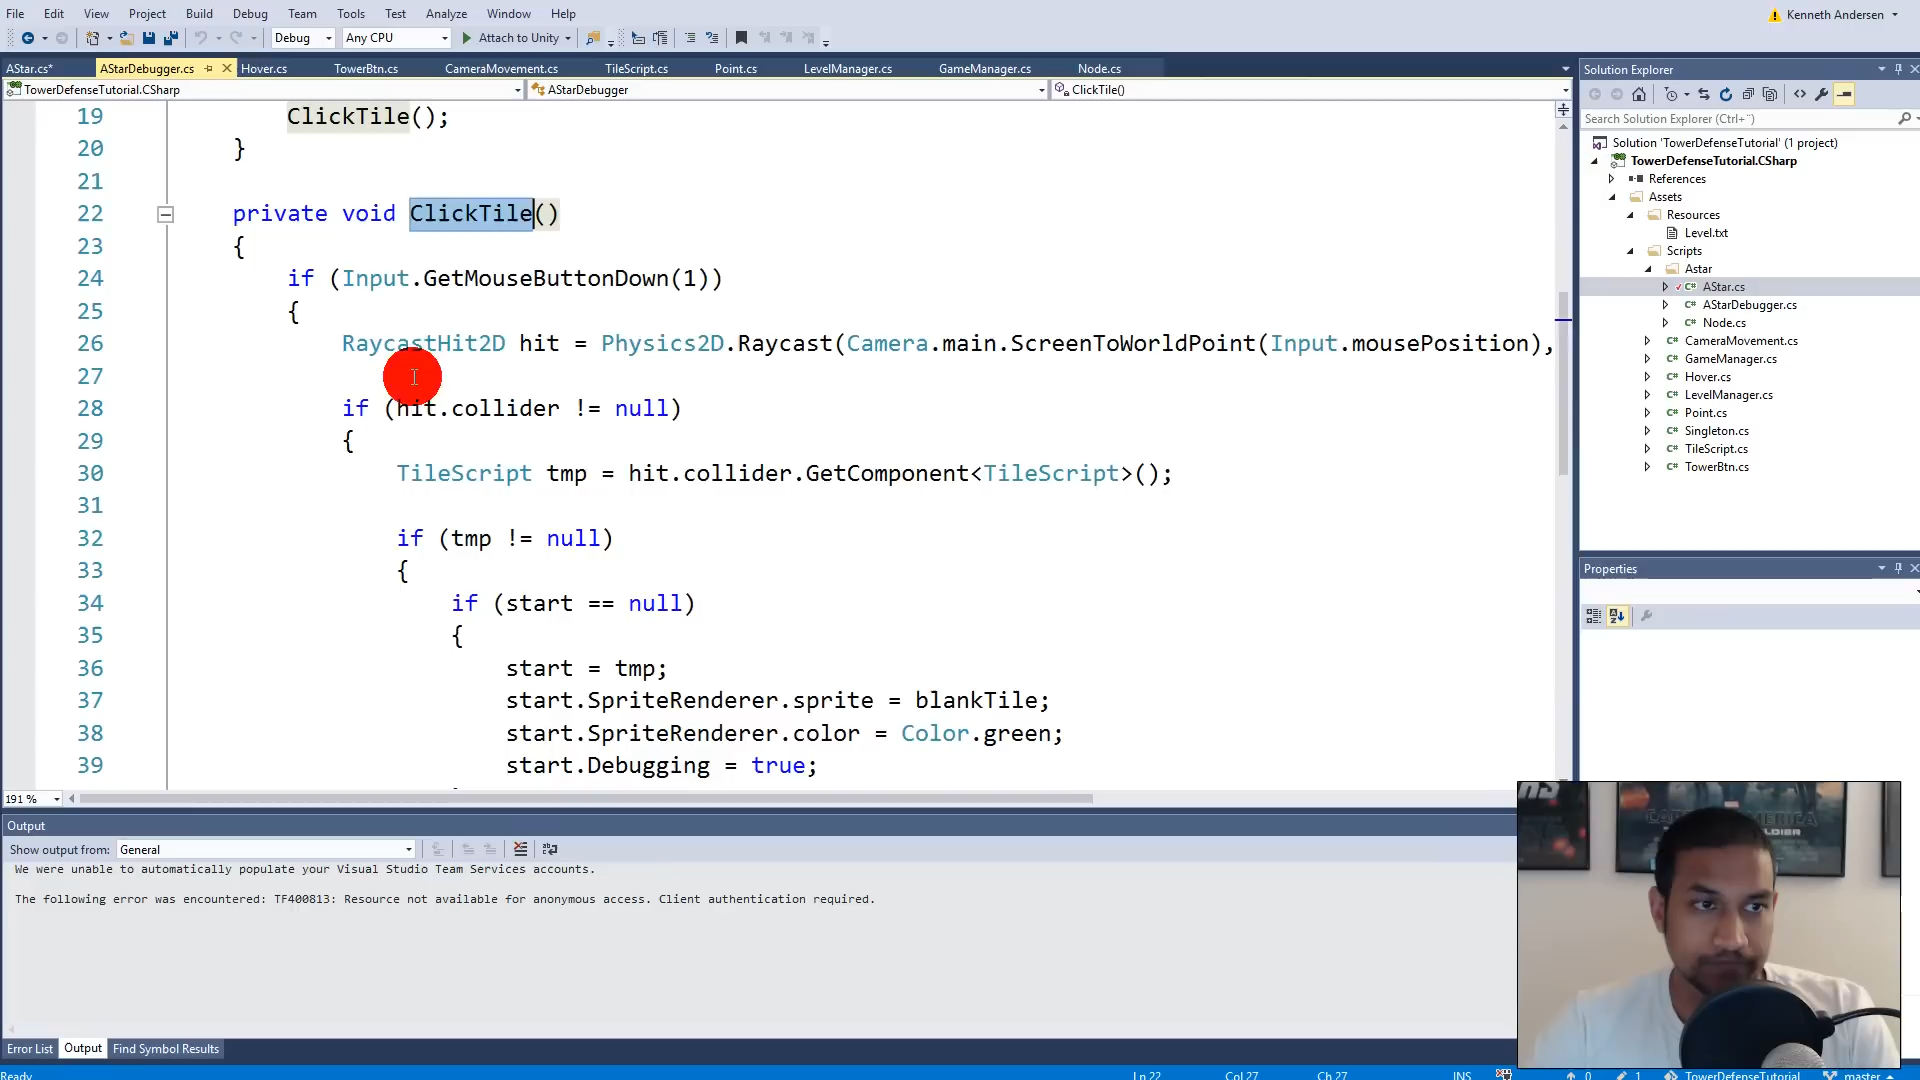 File Edit View Project Build Debug Team Tools Test Analyze Window Help
Kenneth Andersen
Debug Any CPU Attach to Unity
AStar.cs* AStarDebugger.cs Hover.cs TowerBtn.cs CameraMovement.cs TileScript.cs Point.cs LevelManager.cs GameManager.cs Node.cs
TowerDefenseTutorial.CSharp AStarDebugger ClickTile()
19 ClickTile();
20 }
21
22 private void ClickTile()
23 {
24 if (Input.GetMouseButtonDown(1))
25 {
26 RaycastHit2D hit = Physics2D.Raycast(Camera.main.ScreenToWorldPoint(Input.mousePosition),
27
28 if (hit.collider != null)
29 {
30 TileScript tmp = hit.collider.GetComponent<TileScript>();
31
32 if (tmp != null)
33 {
34 if (start == null)
35 {
36 start = tmp;
37 start.SpriteRenderer.sprite = blankTile;
38 start.SpriteRenderer.color = Color.green;
39 start.Debugging = true;
191 %
Output
Show output from: General
We were unable to automatically populate your Visual Studio Team Services accounts.
The following error was encountered: TF400813: Resource not available for anonymous access. Client authentication required.
Error List Output Find Symbol Results
Ready Ln 22 Col 27 Ch 27 INS 0 1 TowerDefenseTutorial master
Solution Explorer
Search Solution Explorer (Ctrl+¨)
Solution 'TowerDefenseTutorial' (1 project)
TowerDefenseTutorial.CSharp
References
Assets
Resources
Level.txt
Scripts
Astar
AStar.cs
AStarDebugger.cs
Node.cs
CameraMovement.cs
GameManager.cs
Hover.cs
LevelManager.cs
Point.cs
Singleton.cs
TileScript.cs
TowerBtn.cs
Properties